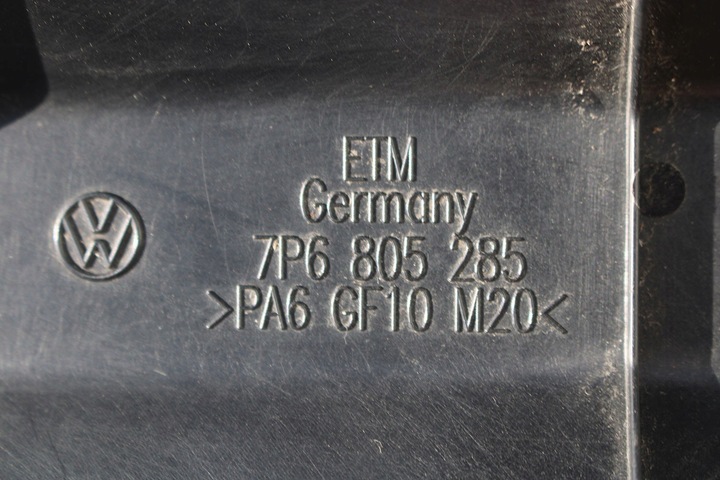 ETM
Germany
7P6 805 285
>PA6 GF10 M20<